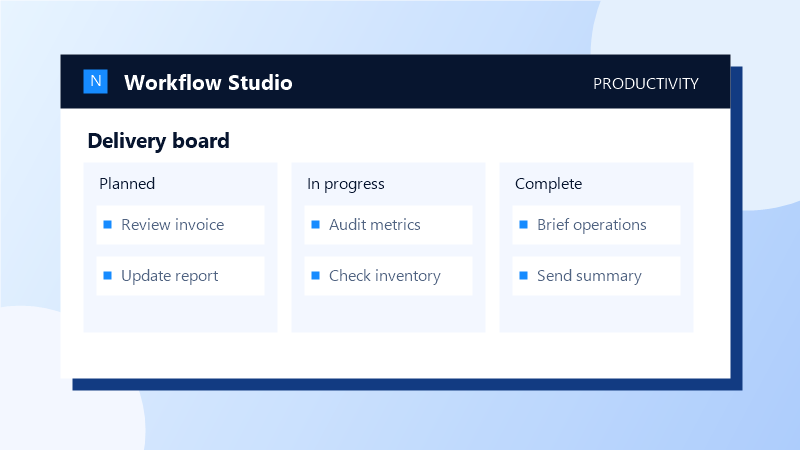 N
Workflow Studio
PRODUCTIVITY
Delivery board
Planned
Review invoice
Update report
In progress
Audit metrics
Check inventory
Complete
Brief operations
Send summary